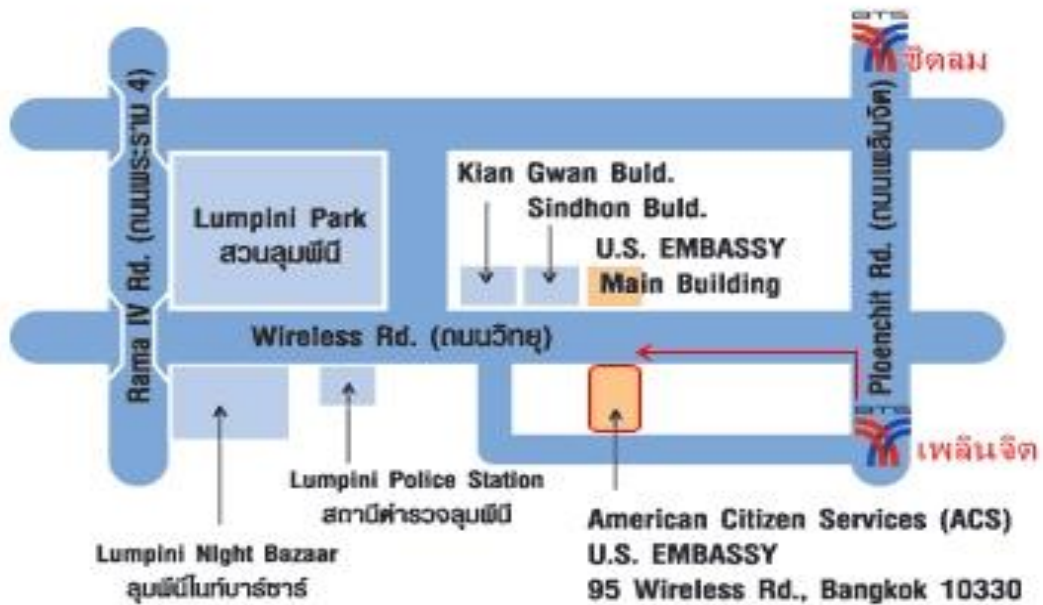 BTS
ชิดลม
Rama IV Rd. (ถนนพระราม 4)
Ploenchit Rd. (ถนนเพลินจิต)
Kian Gwan Buld.
Sindhon Buld.
Lumpini Park
สวนลุมพีนี
U.S. EMBASSY
Main Building
Wireless Rd. (ถนนวิทยุ)
BTS
เพลินจิต
Lumpini Police Station
สถานีตำรวจลุมพีนี
Lumpini Night Bazaar
ลุมพีนีไนท์บาร์ซาร์
American Citizen Services (ACS)
U.S. EMBASSY
95 Wireless Rd., Bangkok 10330